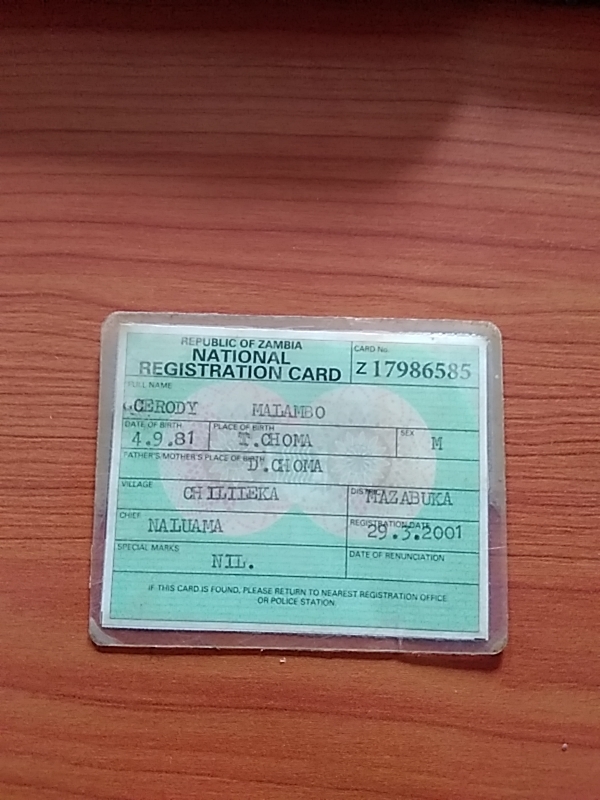 REPUBLIC OF ZAMBIA
NATIONAL
REGISTRATION CARD
CARD No.
Z 17986585
FULL NAME
CERODY MALAMBO
DATE OF BIRTH
4.9.81
PLACE OF BIRTH
T.CHOMA
SEX
M
FATHER'S/MOTHER'S PLACE OF BIRTH
D".CHOMA
VILLAGE
CHILILEKA
DISTRICT
MAZABUKA
CHIEF
NALUAMA
REGISTRATION DATE
29.3.2001
SPECIAL MARKS
NIL.
DATE OF RENUNCIATION
IF THIS CARD IS FOUND, PLEASE RETURN TO NEAREST REGISTRATION OFFICE
OR POLICE STATION